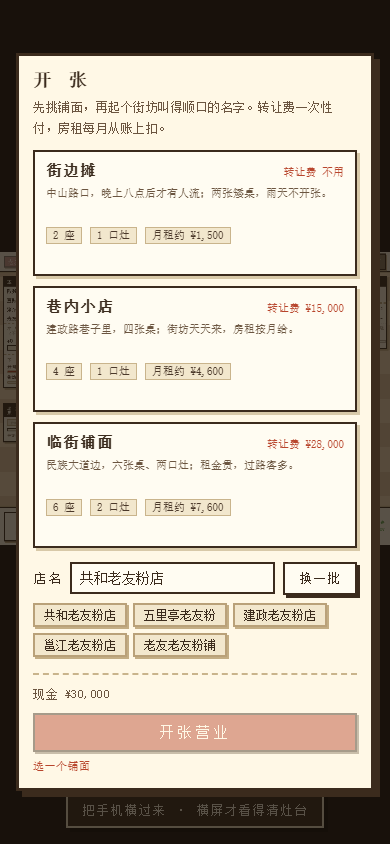 开 张
先挑铺面，再起个街坊叫得顺口的名字。转让费一次性
付，房租每月从账上扣。
街边摊 转让费 不用
中山路口，晚上八点后才有人流；两张矮桌，雨天不开张。
2 座 1 口灶 月租约 ¥1,500
巷内小店 转让费 ¥15,000
建政路巷子里，四张桌；街坊天天来，房租按月给。
4 座 1 口灶 月租约 ¥4,600
临街铺面 转让费 ¥28,000
民族大道边，六张桌、两口灶；租金贵，过路客多。
6 座 2 口灶 月租约 ¥7,600
店名 共和老友粉店 换一批
共和老友粉店 五里亭老友粉 建政老友粉店
邕江老友粉店 老友老友粉铺
现金 ¥30,000
开张营业
选一个铺面
把手机横过来 · 横屏才看得清灶台